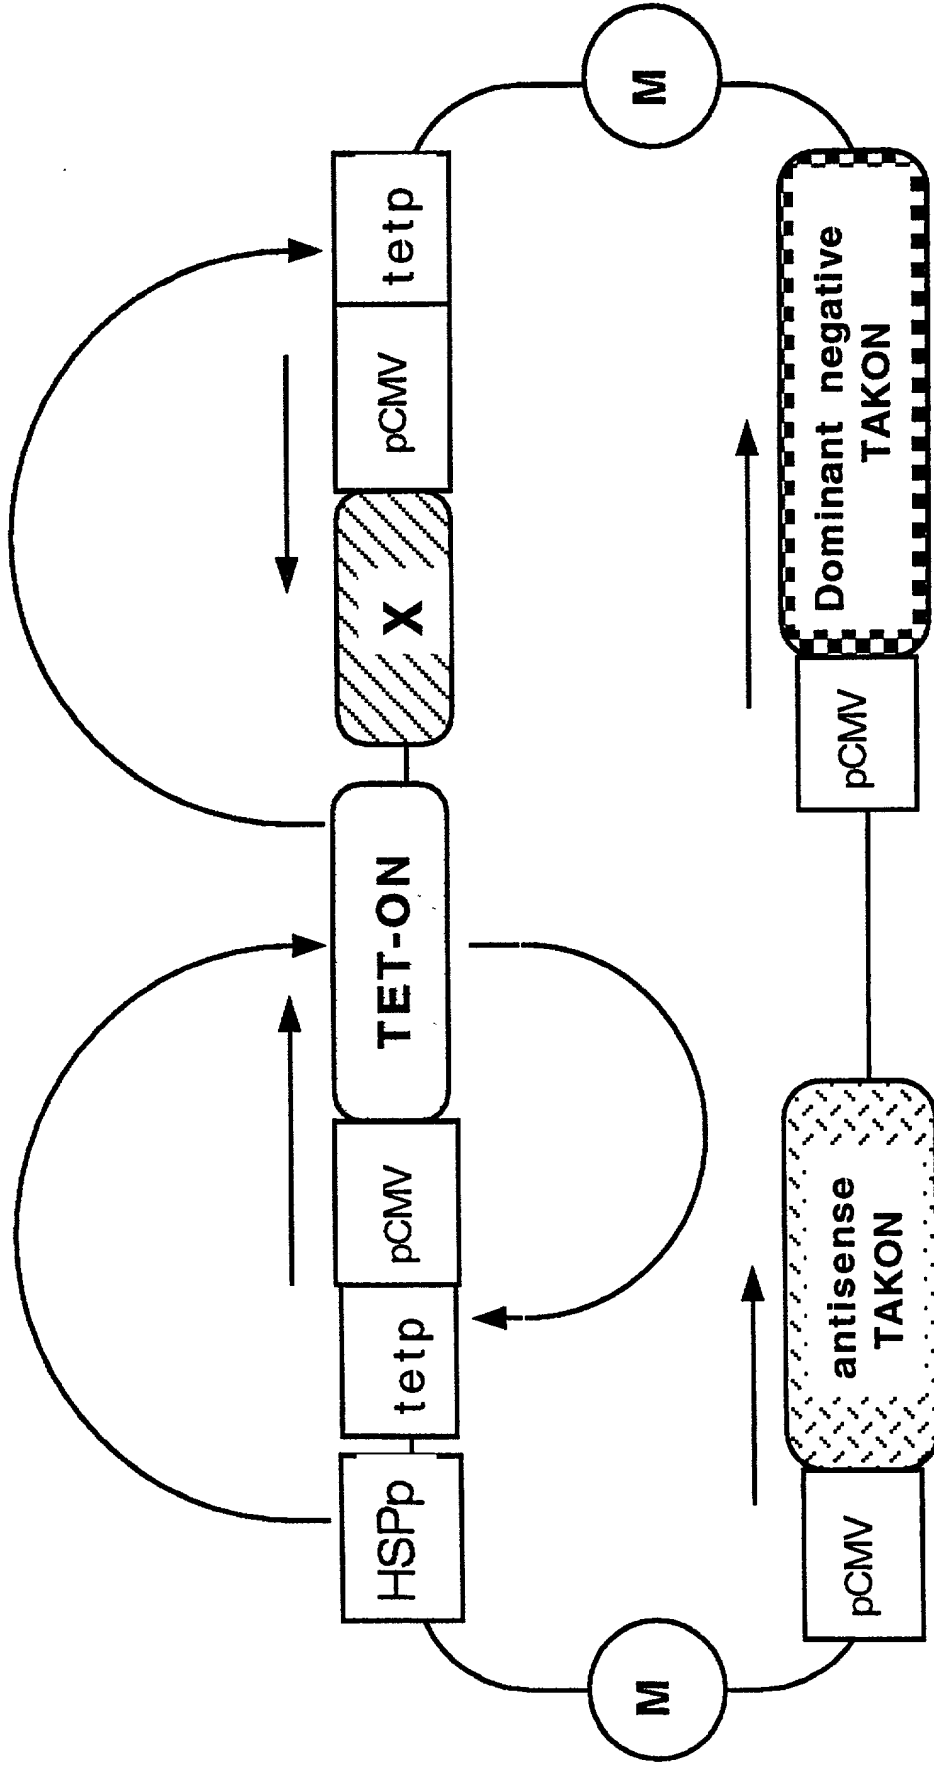 HSPp
tetp
pCMV
TET-ON
X
pCMV
tetp
M
M
pCMV
antisense
TAKON
pCMV
Dominant negative
TAKON